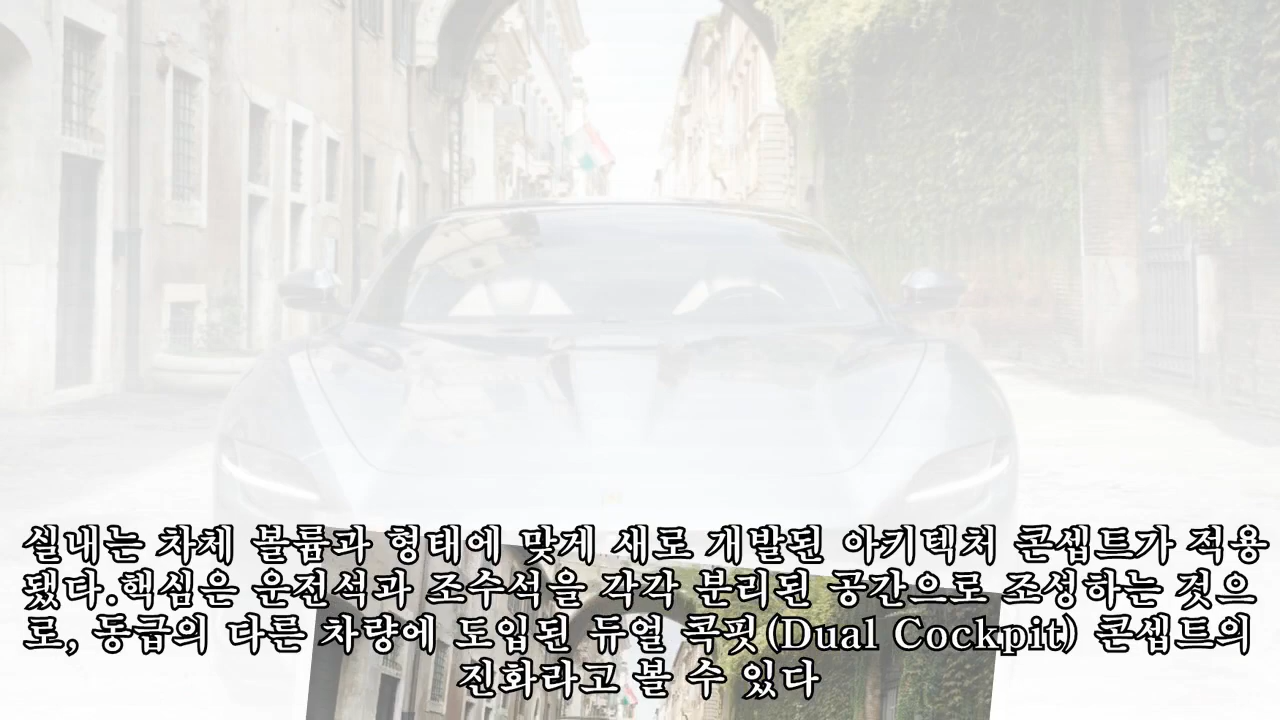 실내는 차체 볼륨과 형태에 맞게 새로 개발된 아키텍처 콘셉트가 적용
됐다.핵심은 운전석과 조수석을 각각 분리된 공간으로 조성하는 것으
로, 동급의 다른 차량에 도입된 듀얼 콕핏(Dual Cockpit) 콘셉트의
진화라고 볼 수 있다